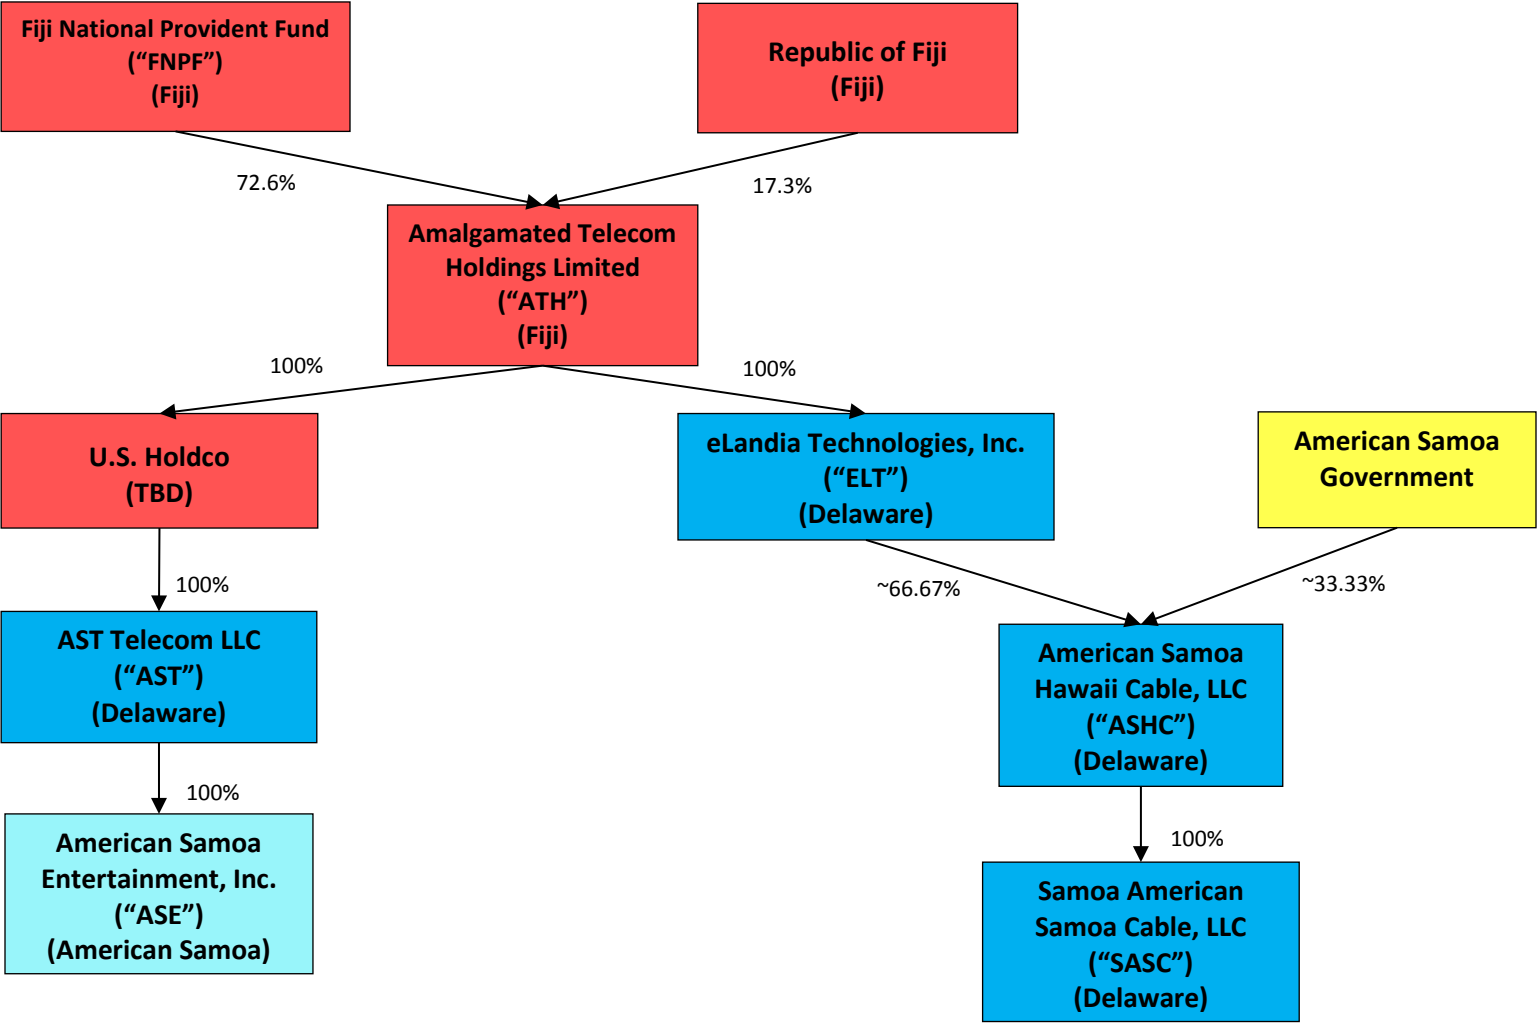 Fiji National Provident Fund
(“FNPF”)
(Fiji)
Republic of Fiji
(Fiji)
72.6%
17.3%
Amalgamated Telecom
Holdings Limited
(“ATH”)
(Fiji)
100%
100%
U.S. Holdco
(TBD)
eLandia Technologies, Inc.
(“ELT”)
(Delaware)
American Samoa
Government
100%
~66.67%
~33.33%
AST Telecom LLC
(“AST”)
(Delaware)
American Samoa
Hawaii Cable, LLC
(“ASHC”)
(Delaware)
100%
100%
American Samoa
Entertainment, Inc.
(“ASE”)
(American Samoa)
Samoa American
Samoa Cable, LLC
(“SASC”)
(Delaware)